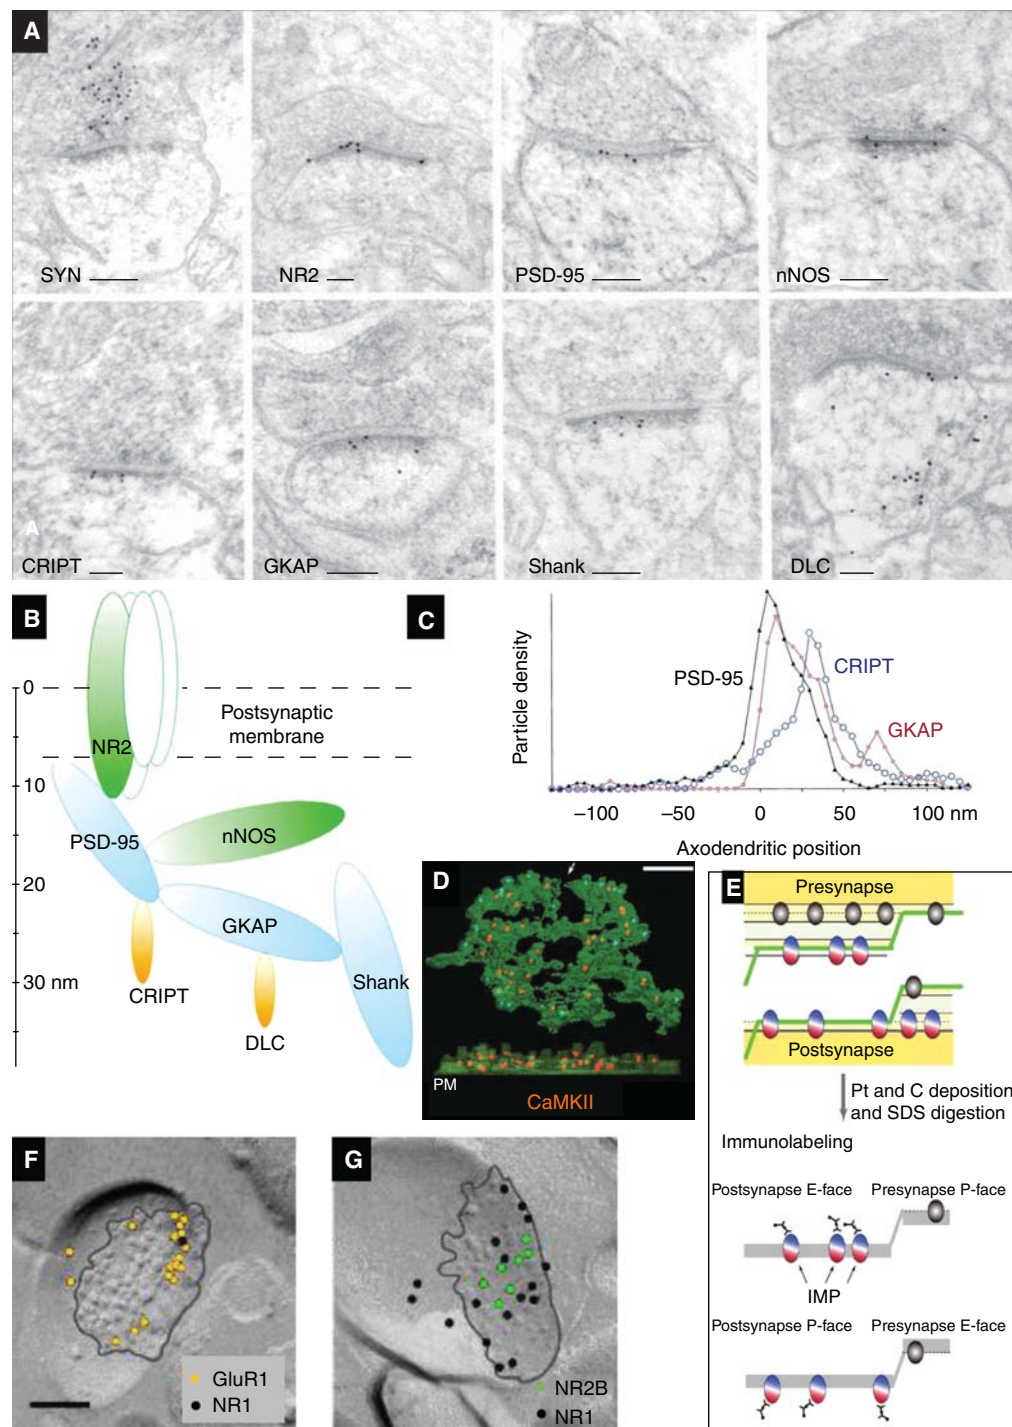 A
SYN
NR2
PSD-95
nNOS
A
CRIPT
GKAP
Shank
DLC
B
0
10
20
30 nm
NR2
Postsynaptic
membrane
PSD-95
nNOS
GKAP
CRIPT
DLC
Shank
C
Particle density
PSD-95
CRIPT
GKAP
–100
–50
0
50
100 nm
Axodendritic position
D
PM
CaMKII
E
Presynapse
Postsynapse
Pt and C deposition
and SDS digestion
Immunolabeling
Postsynapse E-face
Presynapse P-face
IMP
Postsynapse P-face
Presynapse E-face
F
GluR1
NR1
G
NR2B
NR1